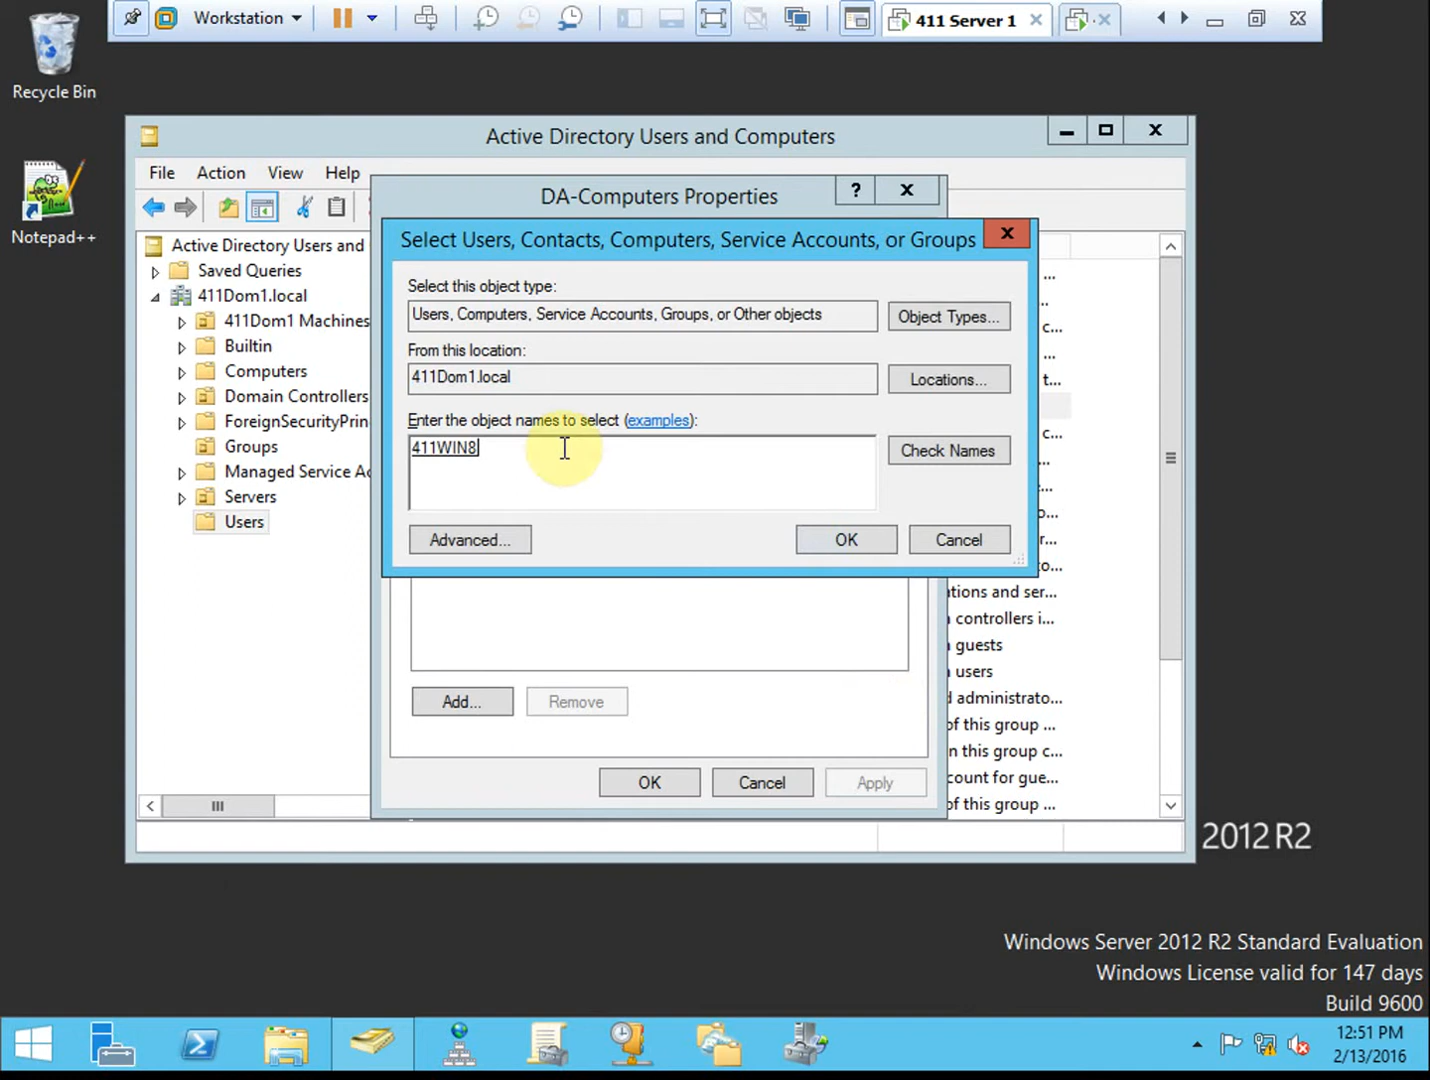 Workstation
411 Server 1
Recycle Bin
Notepad++
Active Directory Users and Computers
File Action View Help
DA-Computers Properties
?
Select Users, Contacts, Computers, Service Accounts, or Groups
Select this object type:
Users, Computers, Service Accounts, Groups, or Other objects
Object Types...
From this location:
411Dom1.local
Locations...
Enter the object names to select (examples):
411WIN8
Check Names
Advanced...
OK
Cancel
Active Directory Users and
Saved Queries
411Dom1.local
411Dom1 Machines
Builtin
Computers
Domain Controllers
ForeignSecurityPrin
Groups
Managed Service Ac
Servers
Users
...
c...
...
t...
c...
...
...
or...
r...
to...
ations and ser...
controllers i...
guests
users
d administrato...
of this group ...
n this group c...
count for gue...
of this group ...
Add...
Remove
OK
Cancel
Apply
2012 R2
Windows Server 2012 R2 Standard Evaluation
Windows License valid for 147 days
Build 9600
12:51 PM
2/13/2016